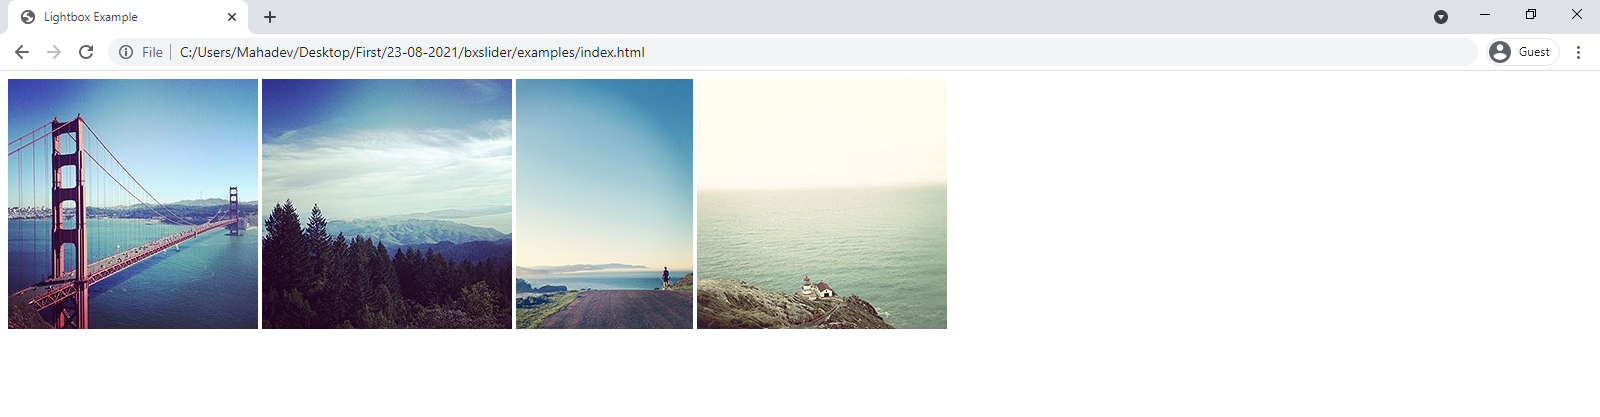 Lightbox Example
File C:/Users/Mahadev/Desktop/First/23-08-2021/bxslider/examples/index.html
Guest